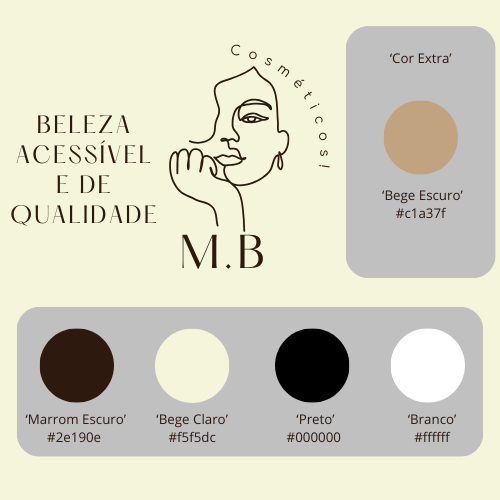 Cosméticos!
BELEZA
ACESSÍVEL
E DE
QUALIDADE
M.B
‘Cor Extra’
‘Bege Escuro’
#c1a37f
‘Marrom Escuro’
#2e190e
‘Bege Claro’
#f5f5dc
‘Preto’
#000000
‘Branco’
#ffffff